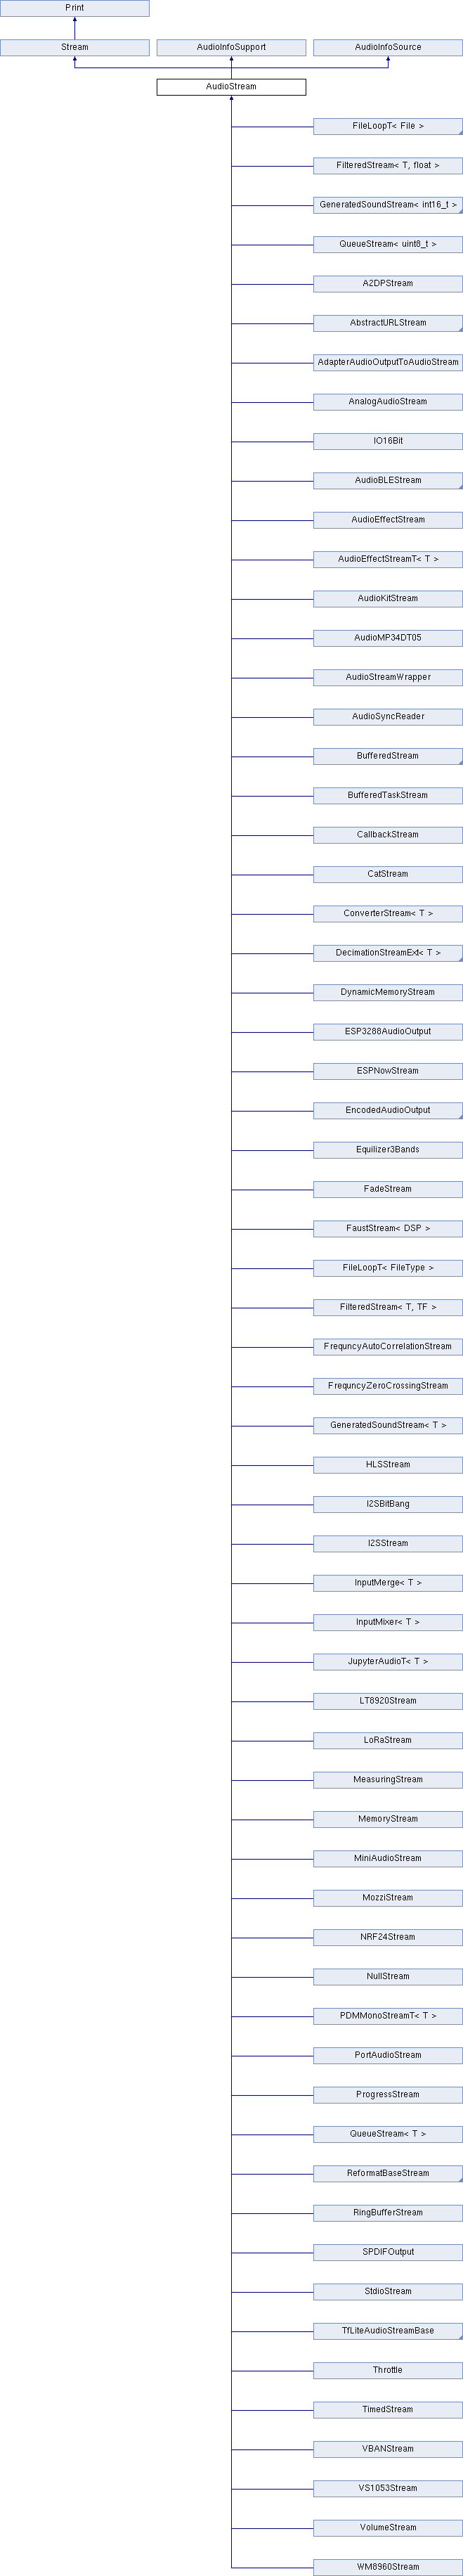 Print
Stream
AudioInfoSupport
AudioInfoSource
AudioStream
FileLoopT< File >
FilteredStream< T, float >
GeneratedSoundStream< int16_t >
QueueStream< uint8_t >
A2DPStream
AbstractURLStream
AdapterAudioOutputToAudioStream
AnalogAudioStream
IO16Bit
AudioBLEStream
AudioEffectStream
AudioEffectStreamT< T >
AudioKitStream
AudioMP34DT05
AudioStreamWrapper
AudioSyncReader
BufferedStream
BufferedTaskStream
CallbackStream
CatStream
ConverterStream< T >
DecimationStreamExt< T >
DynamicMemoryStream
ESP3288AudioOutput
ESPNowStream
EncodedAudioOutput
Equilizer3Bands
FadeStream
FaustStream< DSP >
FileLoopT< FileType >
FilteredStream< T, TF >
FrequncyAutoCorrelationStream
FrequncyZeroCrossingStream
GeneratedSoundStream< T >
HLSStream
I2SBitBang
I2SStream
InputMerge< T >
InputMixer< T >
JupyterAudioT< T >
LT8920Stream
LoRaStream
MeasuringStream
MemoryStream
MiniAudioStream
MozziStream
NRF24Stream
NullStream
PDMMonoStreamT< T >
PortAudioStream
ProgressStream
QueueStream< T >
ReformatBaseStream
RingBufferStream
SPDIFOutput
StdioStream
TfLiteAudioStreamBase
Throttle
TimedStream
VBANStream
VS1053Stream
VolumeStream
WM8960Stream